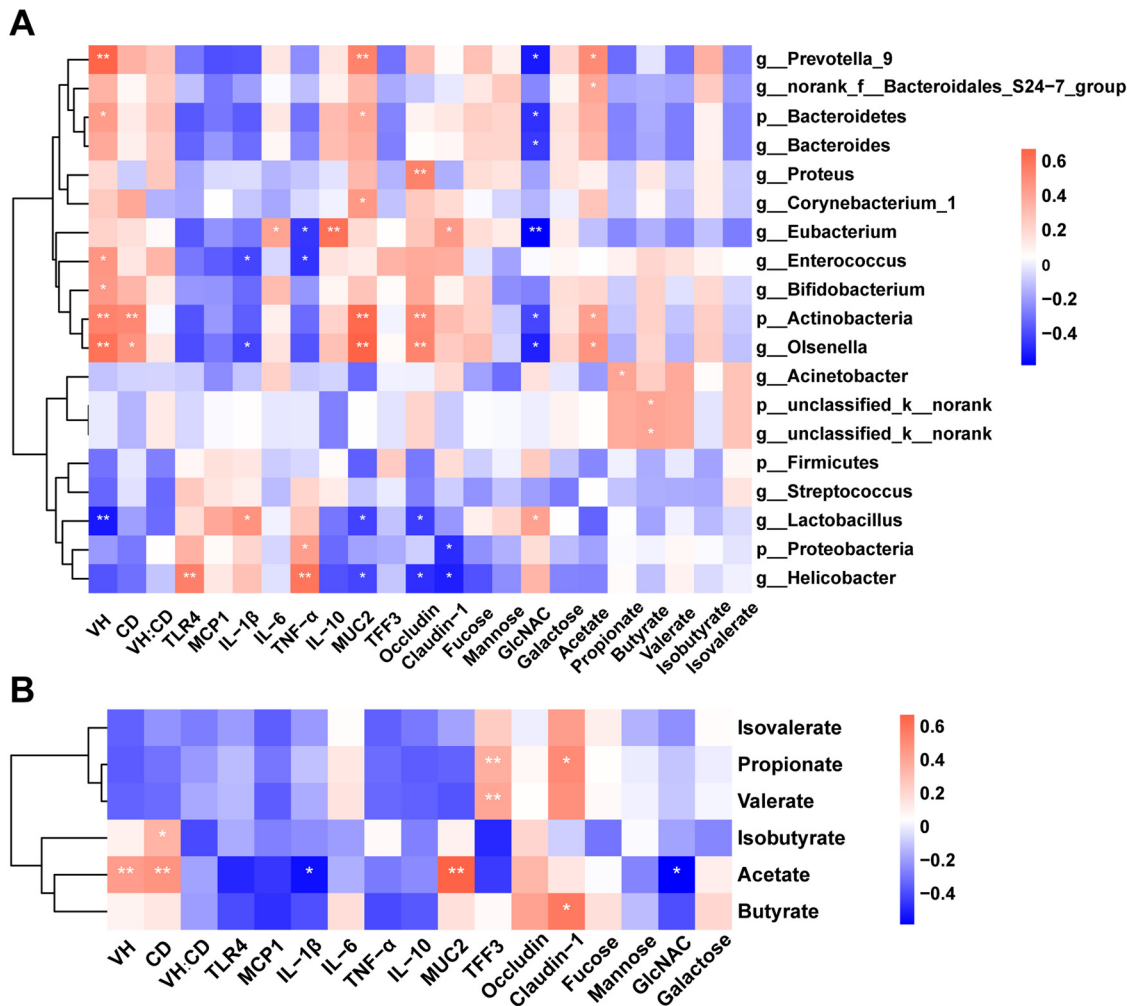 A
** ** * * g__Prevotella_9
* g__norank_f__Bacteroidales_S24−7_group
* * * p__Bacteroidetes
* g__Bacteroides
** g__Proteus
* g__Corynebacterium_1
* * ** * ** g__Eubacterium
* * * g__Enterococcus
* g__Bifidobacterium
** ** ** ** * * p__Actinobacteria
** * * ** ** * * g__Olsenella
* g__Acinetobacter
* p__unclassified_k__norank
* g__unclassified_k__norank
p__Firmicutes
g__Streptococcus
** * * * * g__Lactobacillus
* * p__Proteobacteria
** ** * * * g__Helicobacter
0.6
0.4
0.2
0
−0.2
−0.4
VH CD VH:CD TLR4 MCP1 IL−1β IL−6 TNF−α IL−10 MUC2 TFF3 Occludin Claudin−1 Fucose Mannose GlcNAC Galactose Acetate Propionate Butyrate Valerate Isobutyrate Isovalerate
B
Isovalerate
** * Propionate
** Valerate
* Isobutyrate
** ** * ** * Acetate
* Butyrate
0.6
0.4
0.2
0
−0.2
−0.4
VH CD VH:CD TLR4 MCP1 IL−1β IL−6 TNF−α IL−10 MUC2 TFF3 Occludin Claudin−1 Fucose Mannose GlcNAC Galactose